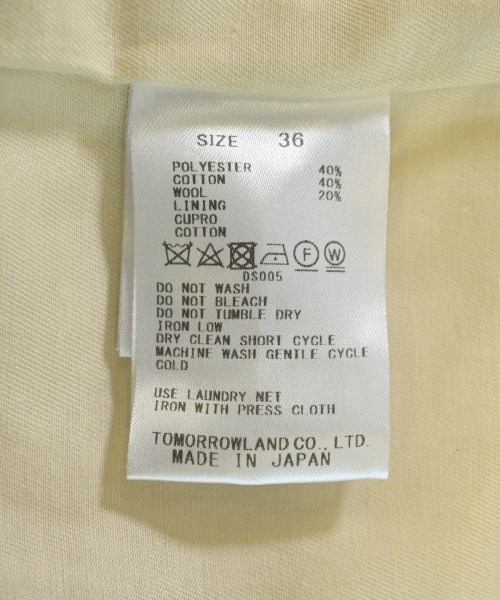 SIZE 36
POLYESTER 40%
COTTON 40%
WOOL 20%
LINING
CUPRO
COTTON
F W
DS005
DO NOT WASH
DO NOT BLEACH
DO NOT TUMBLE DRY
IRON LOW
DRY CLEAN SHORT CYCLE
MACHINE WASH GENTLE CYCLE
COLD
USE LAUNDRY NET
IRON WITH PRESS CLOTH
TOMORROWLAND CO., LTD.
MADE IN JAPAN